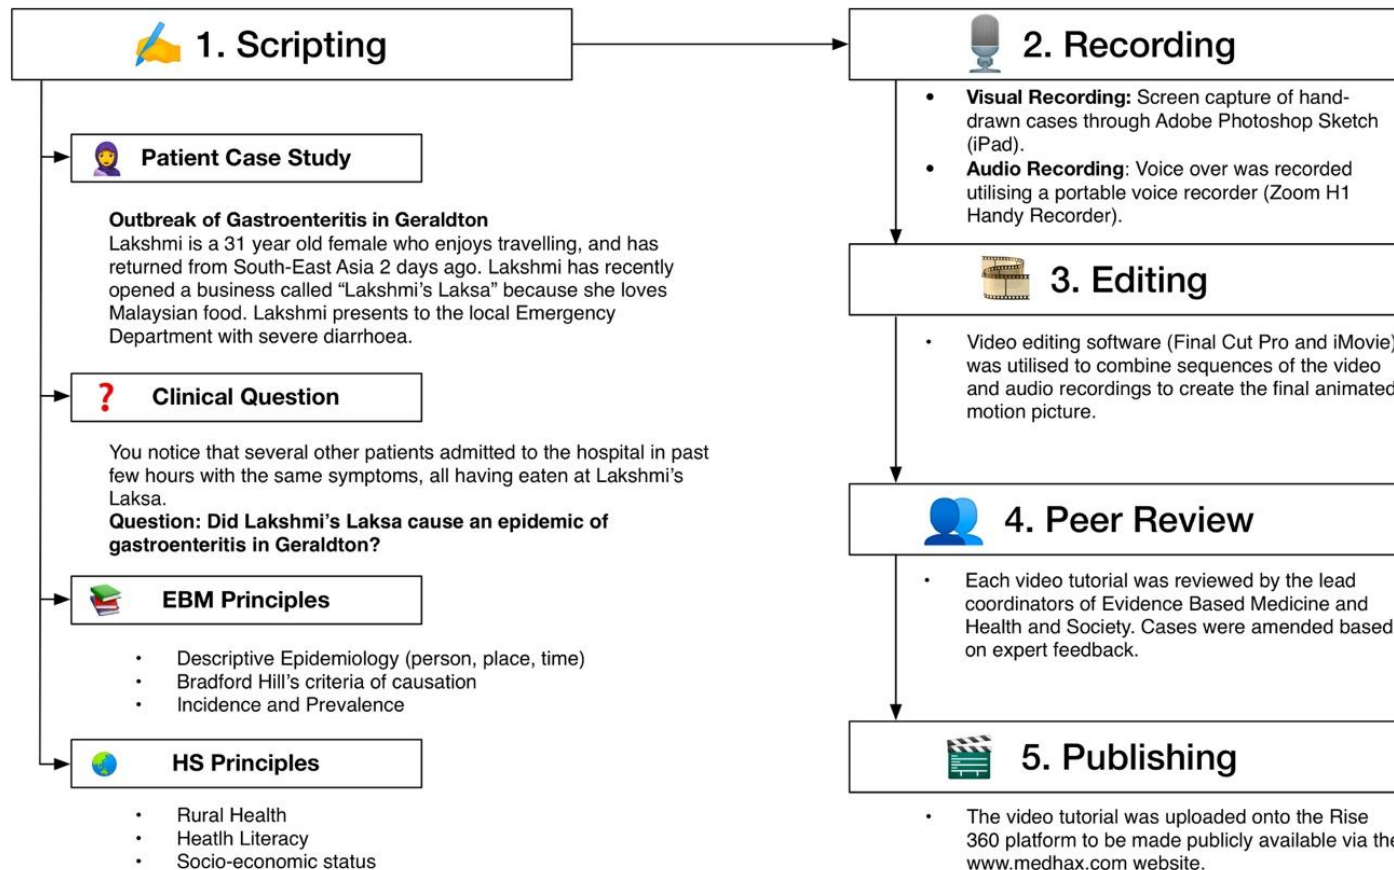 1. Scripting
Patient Case Study
Outbreak of Gastroenteritis in Geraldton
Lakshmi is a 31 year old female who enjoys travelling, and has
returned from South-East Asia 2 days ago. Lakshmi has recently
opened a business called “Lakshmi’s Laksa” because she loves
Malaysian food. Lakshmi presents to the local Emergency
Department with severe diarrhoea.
Clinical Question
You notice that several other patients admitted to the hospital in past
few hours with the same symptoms, all having eaten at Lakshmi’s
Laksa.
Question: Did Lakshmi’s Laksa cause an epidemic of
gastroenteritis in Geraldton?
EBM Principles
• Descriptive Epidemiology (person, place, time)
• Bradford Hill’s criteria of causation
• Incidence and Prevalence
HS Principles
• Rural Health
• Heatlh Literacy
• Socio-economic status
2. Recording
• Visual Recording: Screen capture of hand-
drawn cases through Adobe Photoshop Sketch
(iPad).
• Audio Recording: Voice over was recorded
utilising a portable voice recorder (Zoom H1
Handy Recorder).
3. Editing
• Video editing software (Final Cut Pro and iMovie)
was utilised to combine sequences of the video
and audio recordings to create the final animated
motion picture.
4. Peer Review
• Each video tutorial was reviewed by the lead
coordinators of Evidence Based Medicine and
Health and Society. Cases were amended based
on expert feedback.
5. Publishing
• The video tutorial was uploaded onto the Rise
360 platform to be made publicly available via the
www.medhax.com website.